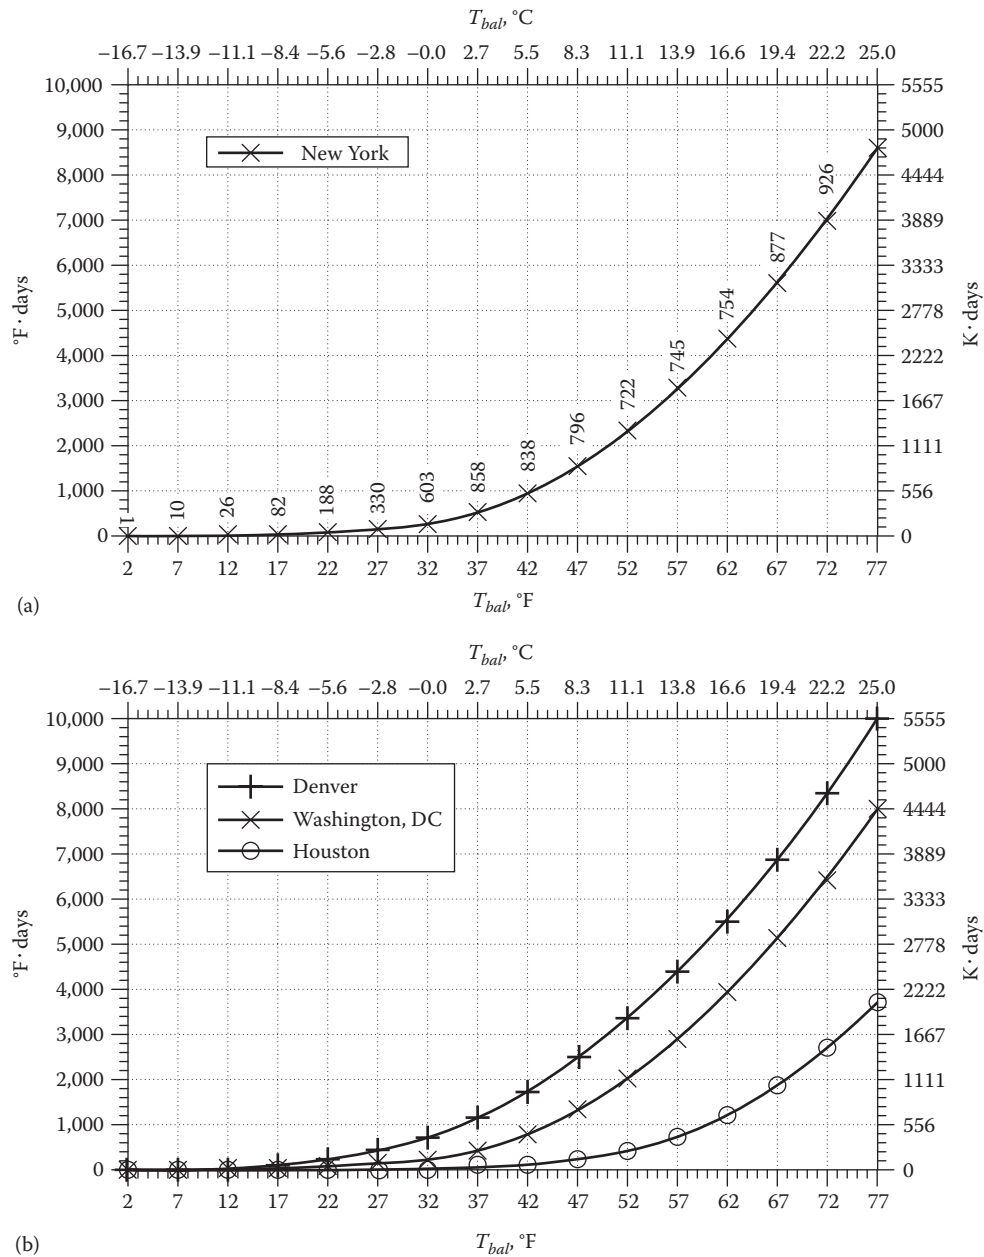 T_bal, °C
−16.7 −13.9 −11.1 −8.4 −5.6 −2.8 −0.0 2.7 5.5 8.3 11.1 13.9 16.6 19.4 22.2 25.0
10,000 5555
9,000 5000
New York
8,000 4444
7,000 3889
6,000 3333
5,000 2778
4,000 2222
3,000 1667
2,000 1111
1,000 556
0 0
°F·days
K·days
1 10 26 82 188 330 603 858 838 796 722 745 754 877 926
2 7 12 17 22 27 32 37 42 47 52 57 62 67 72 77
T_bal, °F
(a)
T_bal, °C
−16.7 −13.9 −11.1 −8.4 −5.6 −2.8 −0.0 2.7 5.5 8.3 11.1 13.8 16.6 19.4 22.2 25.0
10,000 5555
9,000 5000
Denver
8,000 4444
Washington, DC
7,000 3889
Houston
6,000 3333
5,000 2778
4,000 2222
3,000 1667
2,000 1111
1,000 556
0 0
°F·days
K·days
2 7 12 17 22 27 32 37 42 47 52 57 62 67 72 77
T_bal, °F
(b)